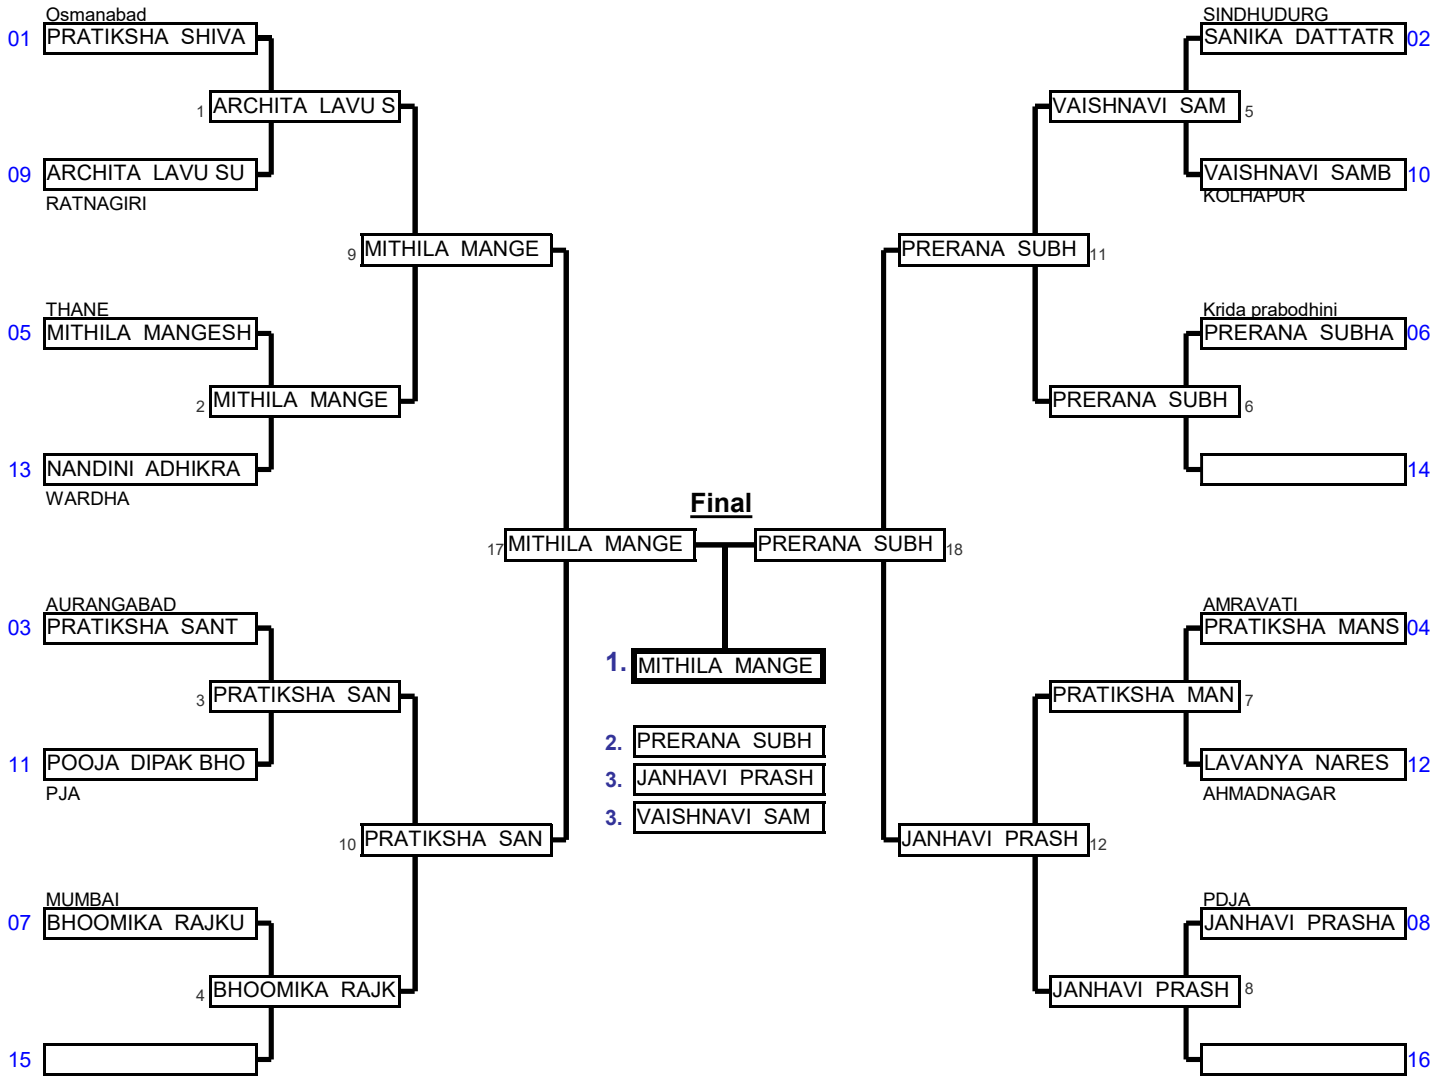 Osmanabad
01 PRATIKSHA SHIVA
1 ARCHITA LAVU S
09 ARCHITA LAVU SU
RATNAGIRI
9 MITHILA MANGE
THANE
05 MITHILA MANGESH
2 MITHILA MANGE
13 NANDINI ADHIKRA
WARDHA
17 MITHILA MANGE
AURANGABAD
03 PRATIKSHA SANT
3 PRATIKSHA SAN
11 POOJA DIPAK BHO
PJA
10 PRATIKSHA SAN
MUMBAI
07 BHOOMIKA RAJKU
4 BHOOMIKA RAJK
15
Final
1. MITHILA MANGE
2. PRERANA SUBH
3. JANHAVI PRASH
3. VAISHNAVI SAM
SINDHUDURG
SANIKA DATTATR 02
VAISHNAVI SAM 5
VAISHNAVI SAMB 10
KOLHAPUR
PRERANA SUBH 11
Krida prabodhini
PRERANA SUBHA 06
PRERANA SUBH 6
14
PRERANA SUBH 18
AMRAVATI
PRATIKSHA MANS 04
PRATIKSHA MAN 7
LAVANYA NARES 12
AHMADNAGAR
JANHAVI PRASH 12
PDJA
JANHAVI PRASHA 08
JANHAVI PRASH 8
16